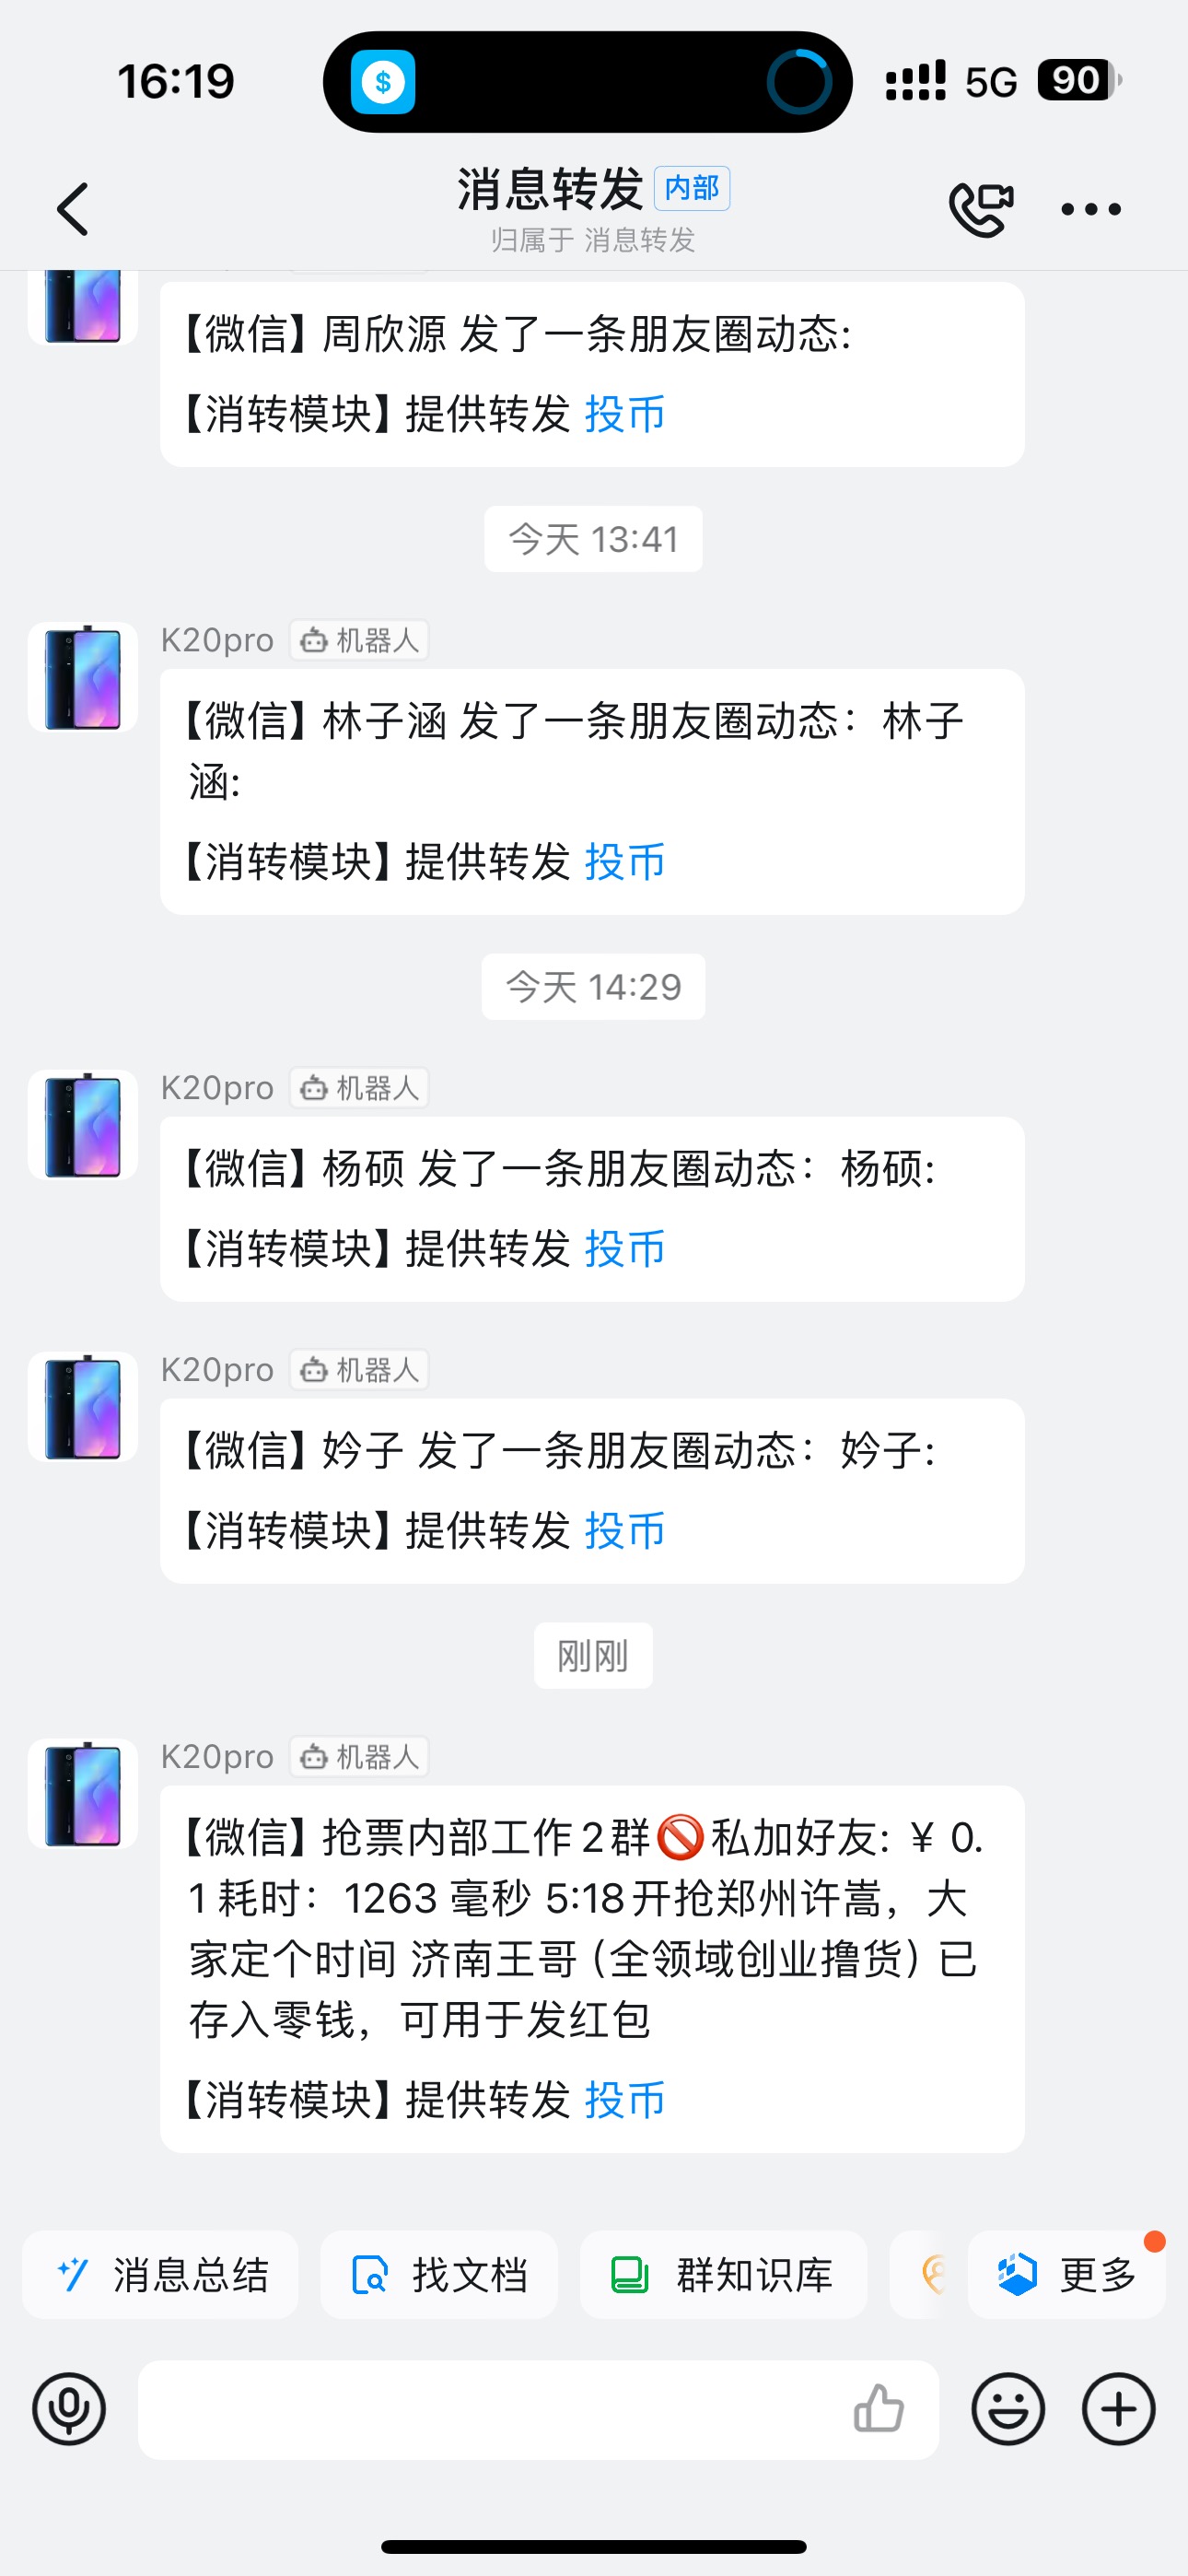 16:19
5G
90
消息转发 内部
归属于 消息转发
【微信】周欣源 发了一条朋友圈动态:
【消转模块】提供转发 投币
今天 13:41
K20pro 机器人
【微信】林子涵 发了一条朋友圈动态：林子
涵:
【消转模块】提供转发 投币
今天 14:29
K20pro 机器人
【微信】杨硕 发了一条朋友圈动态：杨硕:
【消转模块】提供转发 投币
K20pro 机器人
【微信】妗子 发了一条朋友圈动态：妗子:
【消转模块】提供转发 投币
刚刚
K20pro 机器人
【微信】抢票内部工作2群🚫私加好友: ￥ 0.
1 耗时：1263 毫秒 5:18开抢郑州许嵩，大
家定个时间 济南王哥（全领域创业撸货）已
存入零钱，可用于发红包
【消转模块】提供转发 投币
消息总结 找文档 群知识库 更多